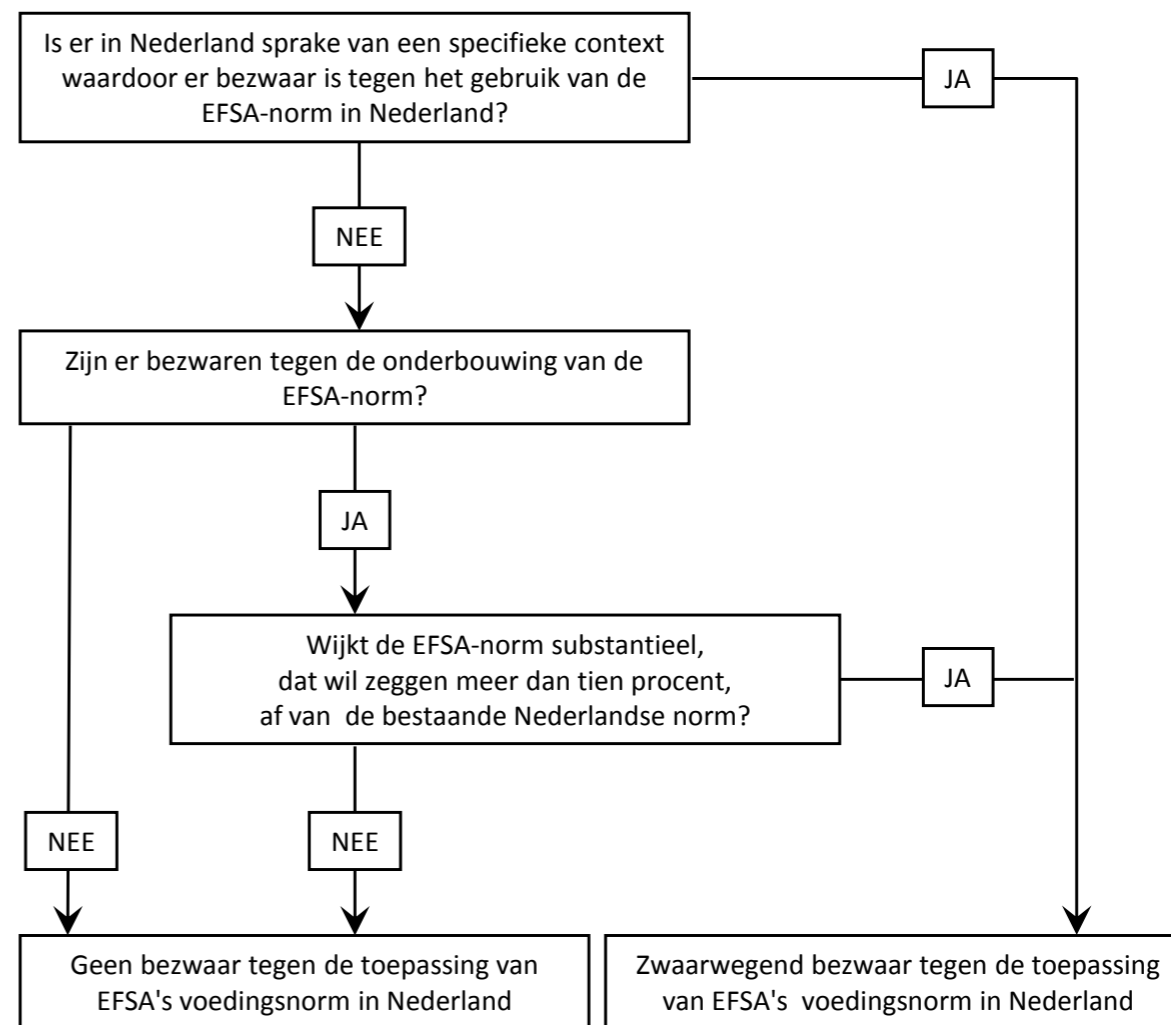 Is er in Nederland sprake van een specifieke context
waardoor er bezwaar is tegen het gebruik van de
EFSA-norm in Nederland?
JA
NEE
Zijn er bezwaren tegen de onderbouwing van de
EFSA-norm?
JA
Wijkt de EFSA-norm substantieel,
dat wil zeggen meer dan tien procent,
af van de bestaande Nederlandse norm?
JA
NEE
NEE
Geen bezwaar tegen de toepassing van
EFSA's voedingsnorm in Nederland
Zwaarwegend bezwaar tegen de toepassing
van EFSA's voedingsnorm in Nederland